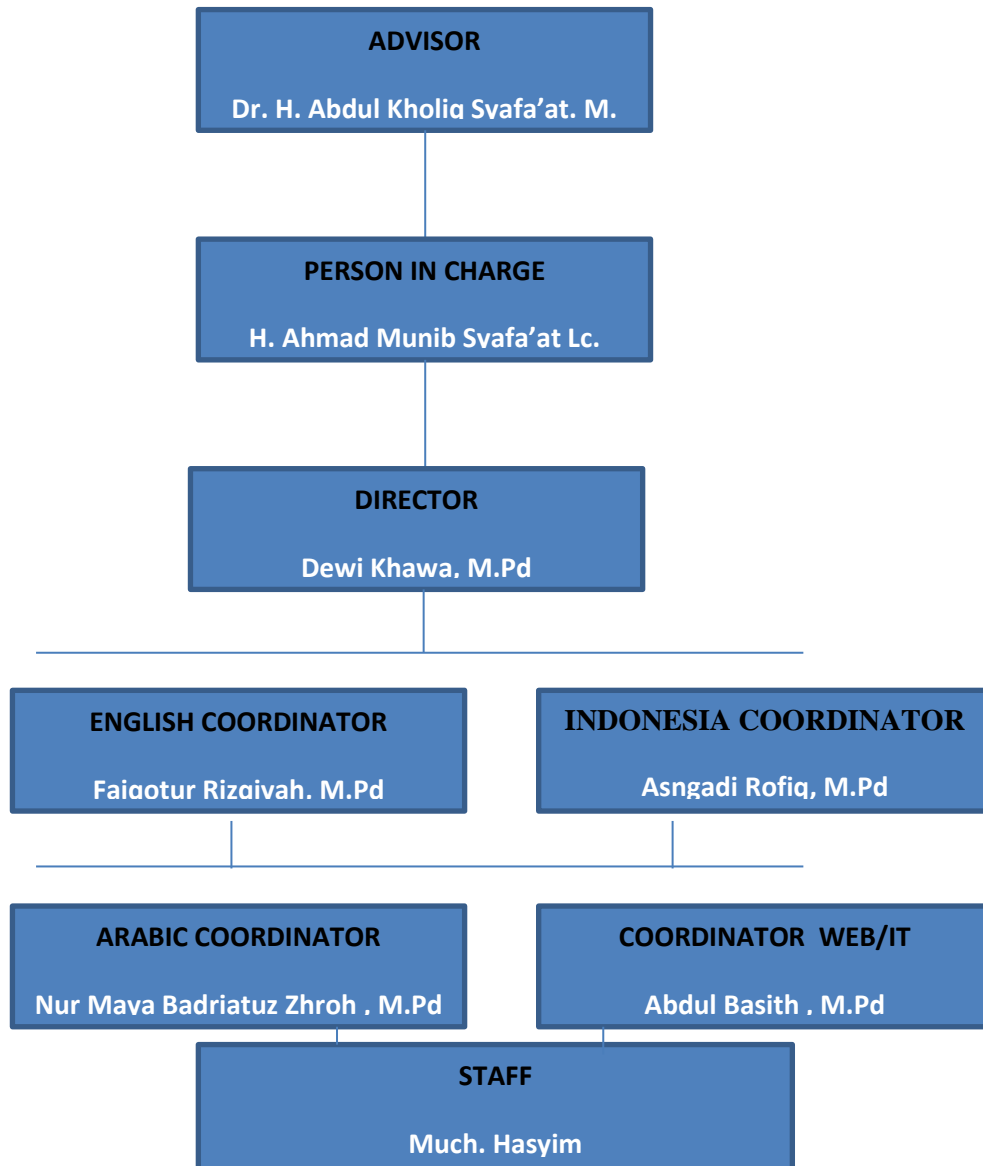 ADVISOR
Dr. H. Abdul Kholiq Syafa’at, M.
PERSON IN CHARGE
H. Ahmad Munib Syafa’at Lc.
DIRECTOR
Dewi Khawa, M.Pd
ENGLISH COORDINATOR
Faiqotur Rizqiyah, M.Pd
INDONESIA COORDINATOR
Asngadi Rofiq, M.Pd
ARABIC COORDINATOR
Nur Maya Badriatuz Zhroh , M.Pd
COORDINATOR  WEB/IT
Abdul Basith , M.Pd
STAFF
Much. Hasyim